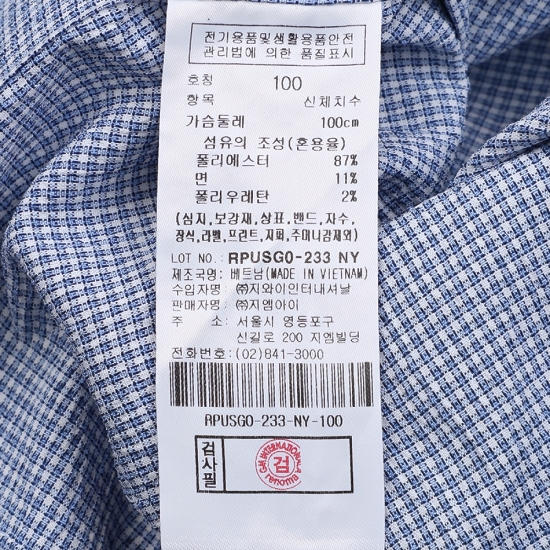 전기용품및생활용품안전
관리법에 의한 품질표시
호칭 100
항목 신체치수
가슴둘레 100cm
섬유의 조성(혼용율)
폴리에스터 87%
면 11%
폴리우레탄 2%
(심지,보강재,상표,밴드,자수,
장식,라벨,프린트,지퍼,주머니감제외)
LOT NO: RPUSG0-233 NY
제조국명: 베트남(MADE IN VIETNAM)
수입자명: ㈜지와이인터내셔날
판매자명: ㈜지엠아이
주 소: 서울시 영등포구
신길로 200 지엠빌딩
전화번호: (02)841-3000
RPUSG0-233-NY-100
검사필
검
INTERNATIONAL
renoma